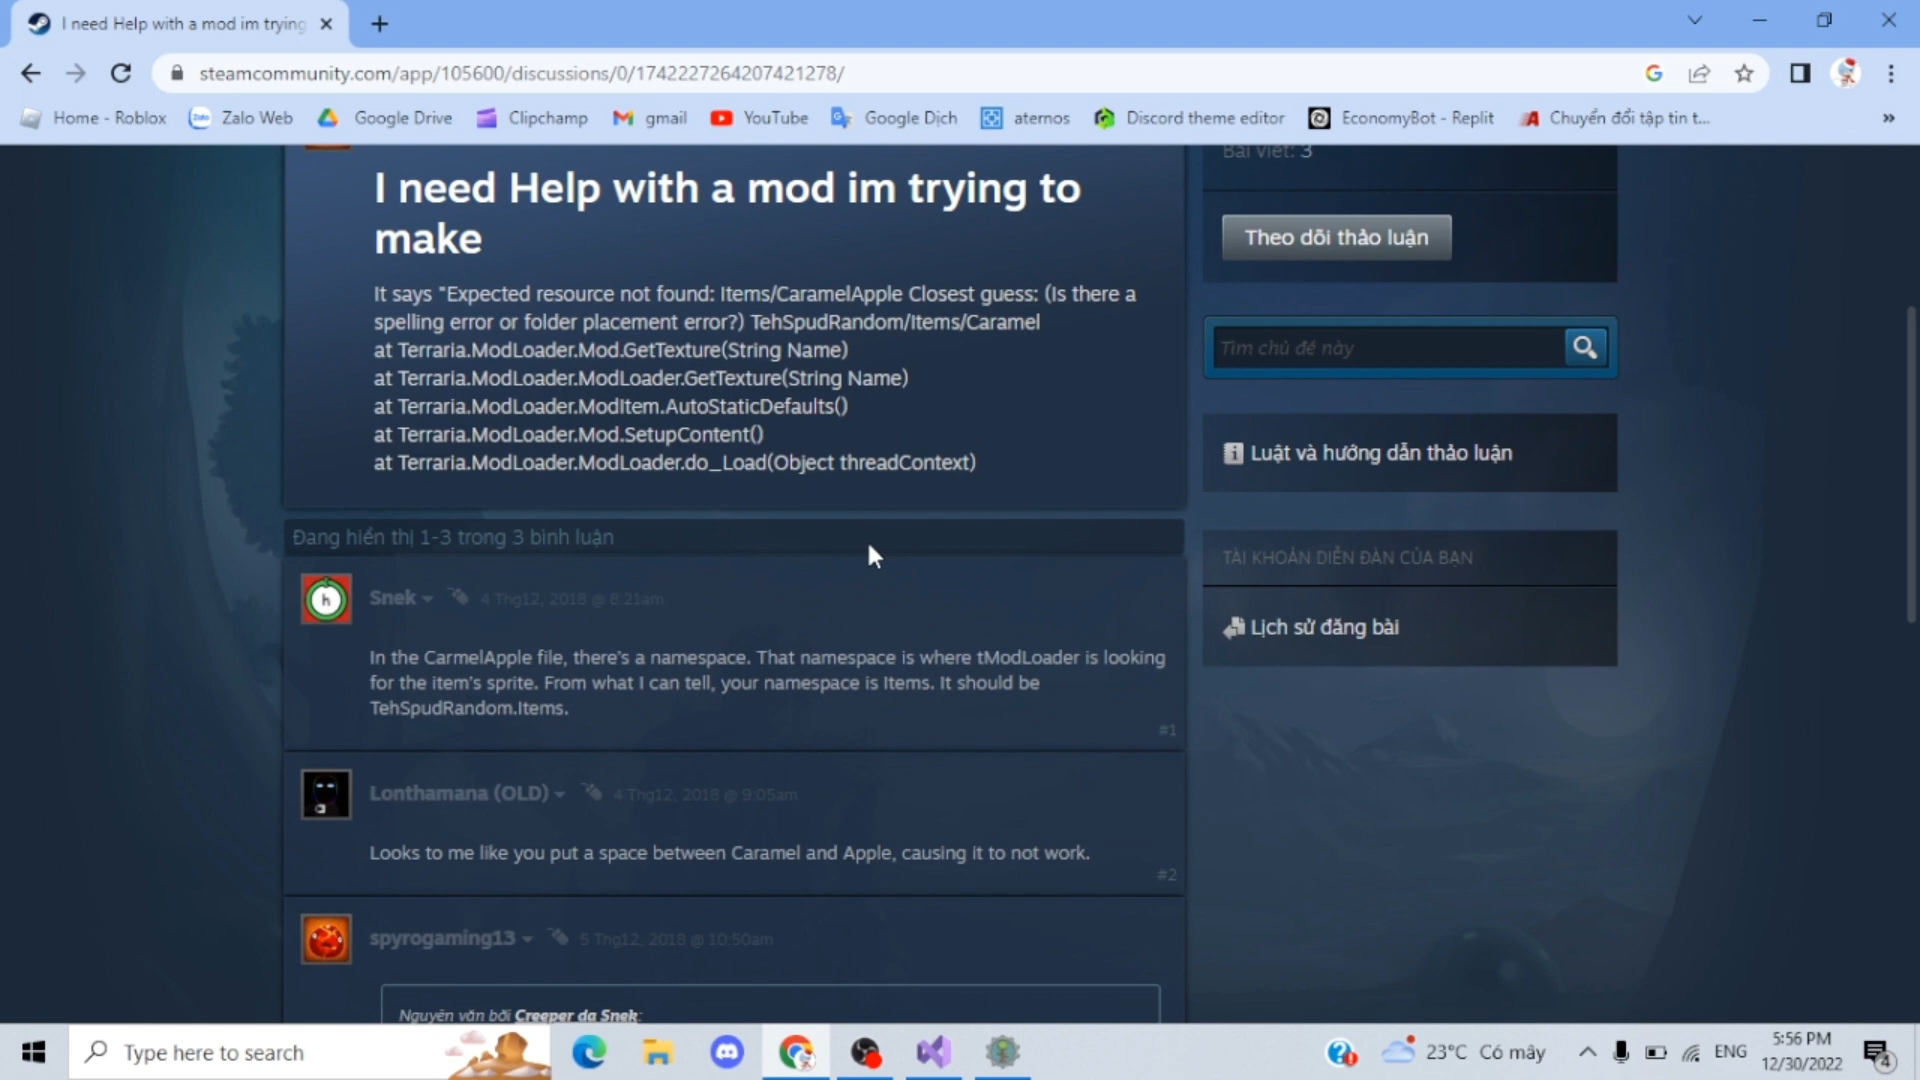 I need Help with a mod im trying
steamcommunity.com/app/105600/discussions/0/1742227264207421278/
Home - Roblox
Zalo Web
Google Drive
Clipchamp
gmail
YouTube
Google Dịch
aternos
Discord theme editor
EconomyBot - Replit
Chuyển đổi tập tin t...
I need Help with a mod im trying to
make
It says "Expected resource not found: Items/CaramelApple Closest guess: (Is there a
spelling error or folder placement error?) TehSpudRandom/Items/Caramel
at Terraria.ModLoader.Mod.GetTexture(String Name)
at Terraria.ModLoader.ModLoader.GetTexture(String Name)
at Terraria.ModLoader.ModItem.AutoStaticDefaults()
at Terraria.ModLoader.Mod.SetupContent()
at Terraria.ModLoader.ModLoader.do_Load(Object threadContext)
Đang hiển thị 1-3 trong 3 bình luận
Snek
4 Thg12, 2018 @ 8:21am
In the CarmelApple file, there's a namespace. That namespace is where tModLoader is looking
for the item's sprite. From what I can tell, your namespace is Items. It should be
TehSpudRandom.Items.
#1
Lonthamana (OLD)
4 Thg12, 2018 @ 9:05am
Looks to me like you put a space between Caramel and Apple, causing it to not work.
#2
spyrogaming13
5 Thg12, 2018 @ 10:50am
Nguyên văn bởi Creeper da Snek:
Bài viết: 3
Theo dõi thảo luận
Tìm chủ đề này
Luật và hướng dẫn thảo luận
TÀI KHOẢN DIỄN ĐÀN CỦA BẠN
Lịch sử đăng bài
Type here to search
23°C Có mây
ENG
5:56 PM
12/30/2022
4